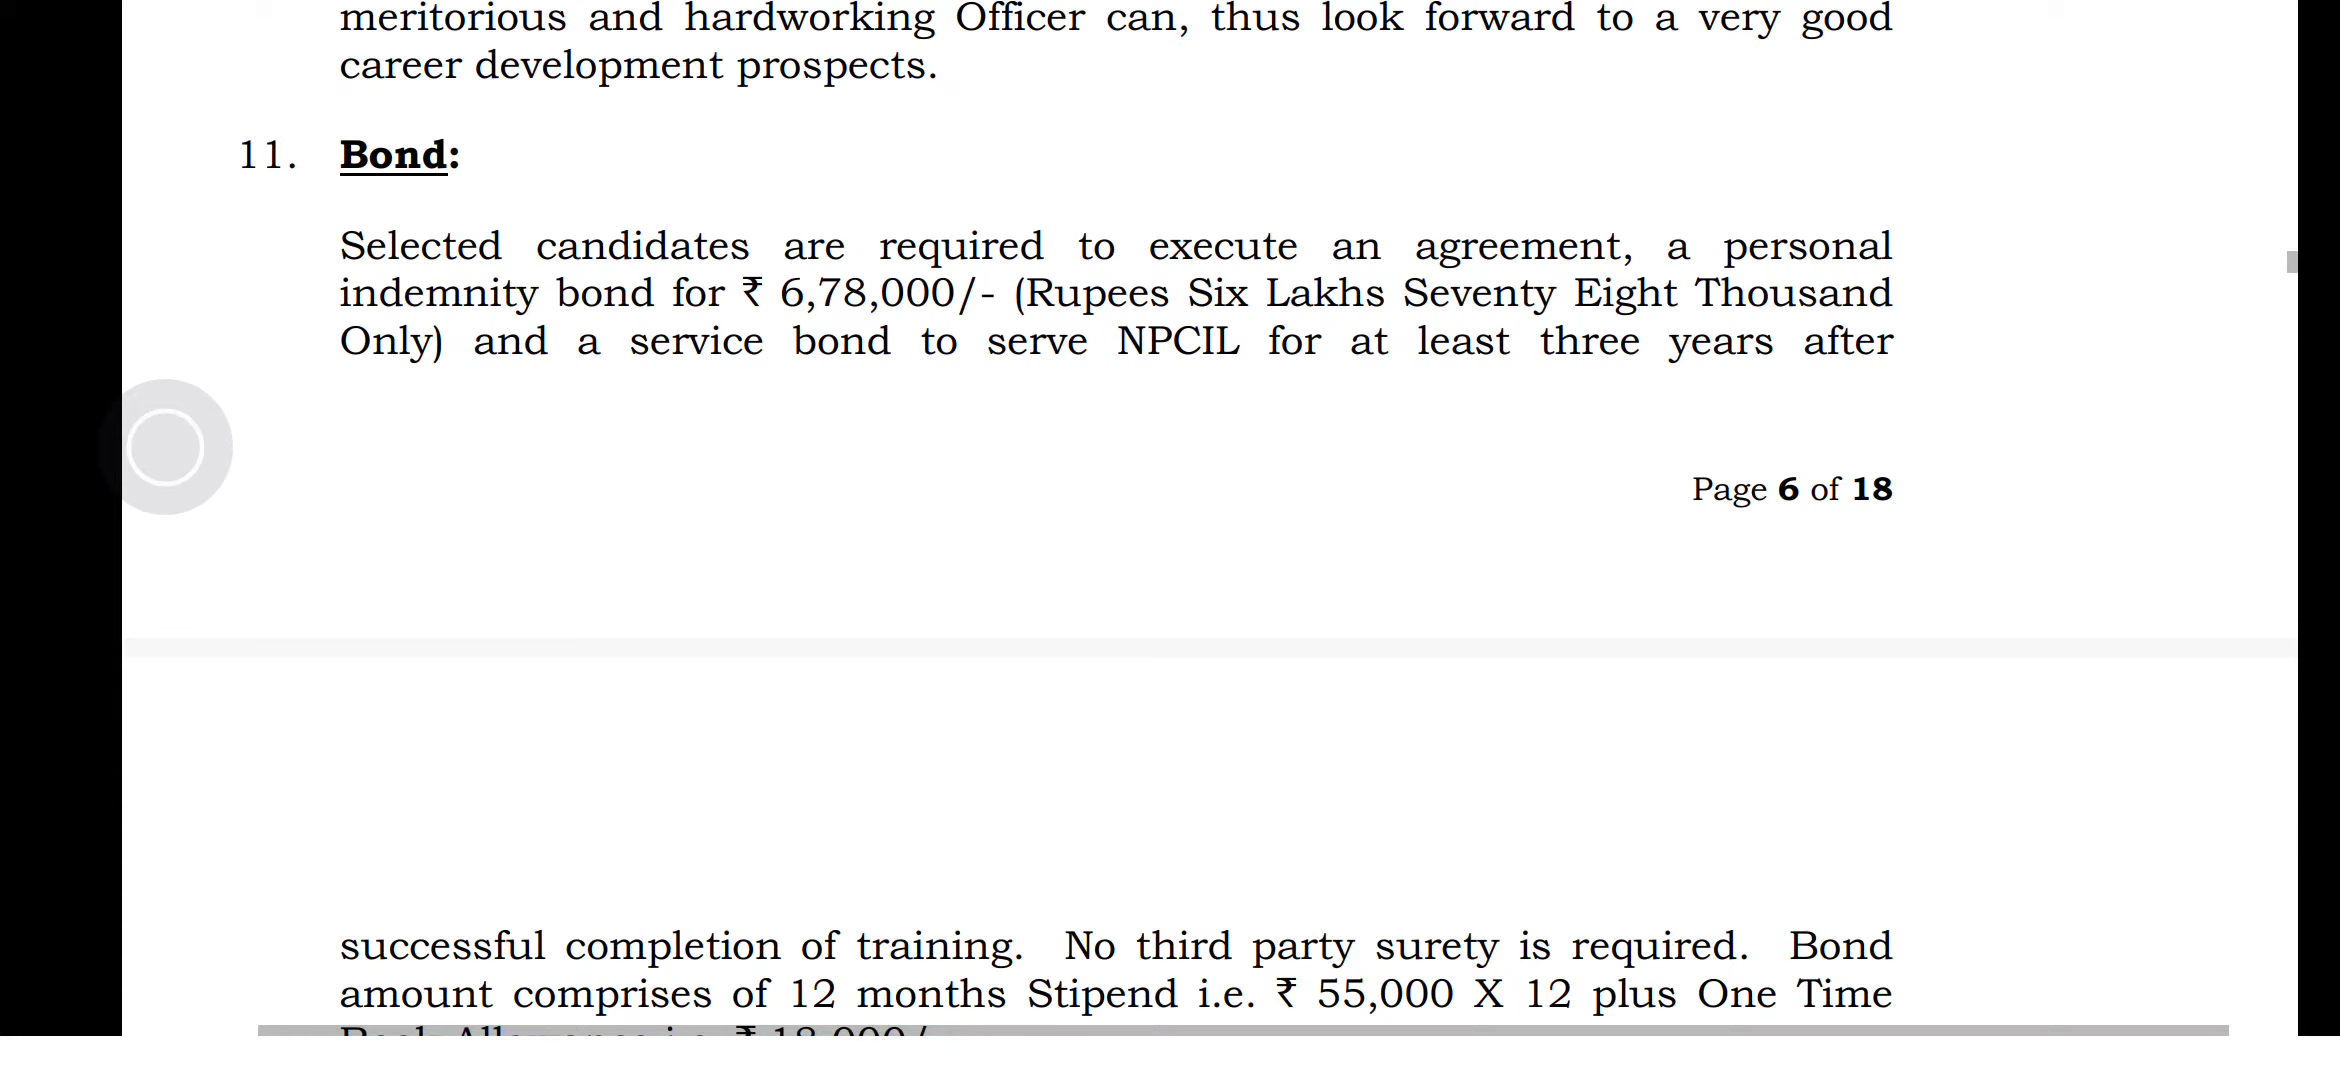 meritorious and hardworking Officer can, thus look forward to a very good
career development prospects.
11. Bond:
Selected candidates are required to execute an agreement, a personal
indemnity bond for ₹ 6,78,000/- (Rupees Six Lakhs Seventy Eight Thousand
Only) and a service bond to serve NPCIL for at least three years after
Page 6 of 18
successful completion of training. No third party surety is required. Bond
amount comprises of 12 months Stipend i.e. ₹ 55,000 X 12 plus One Time